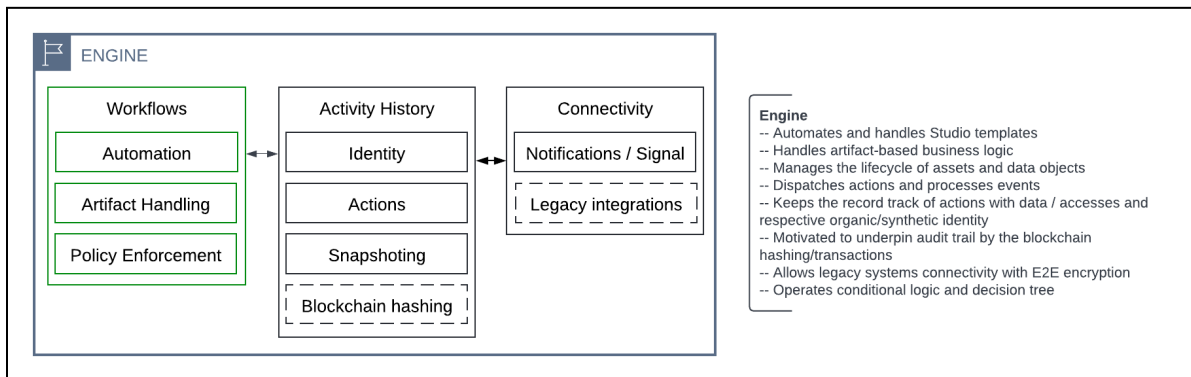 ENGINE
Workflows
Automation
Artifact Handling
Policy Enforcement
Activity History
Identity
Actions
Snapshoting
Blockchain hashing
Connectivity
Notifications / Signal
Legacy integrations
Engine
-- Automates and handles Studio templates
-- Handles artifact-based business logic
-- Manages the lifecycle of assets and data objects
-- Dispatches actions and processes events
-- Keeps the record track of actions with data / accesses and
respective organic/synthetic identity
-- Motivated to underpin audit trail by the blockchain
hashing/transactions
-- Allows legacy systems connectivity with E2E encryption
-- Operates conditional logic and decision tree